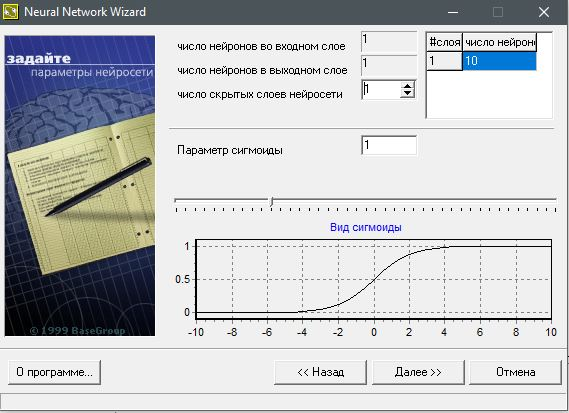 Neural Network Wizard
задайте
параметры нейросети
число нейронов во входном слое 1
число нейронов в выходном слое 1
число скрытых слоев нейросети 1
#слоя число нейроно
1 10
Параметр сигмоиды 1
Вид сигмоиды
1
0.5
0
-10 -8 -6 -4 -2 0 2 4 6 8 10
© 1999 BaseGroup
О программе... << Назад Далее >> Отмена